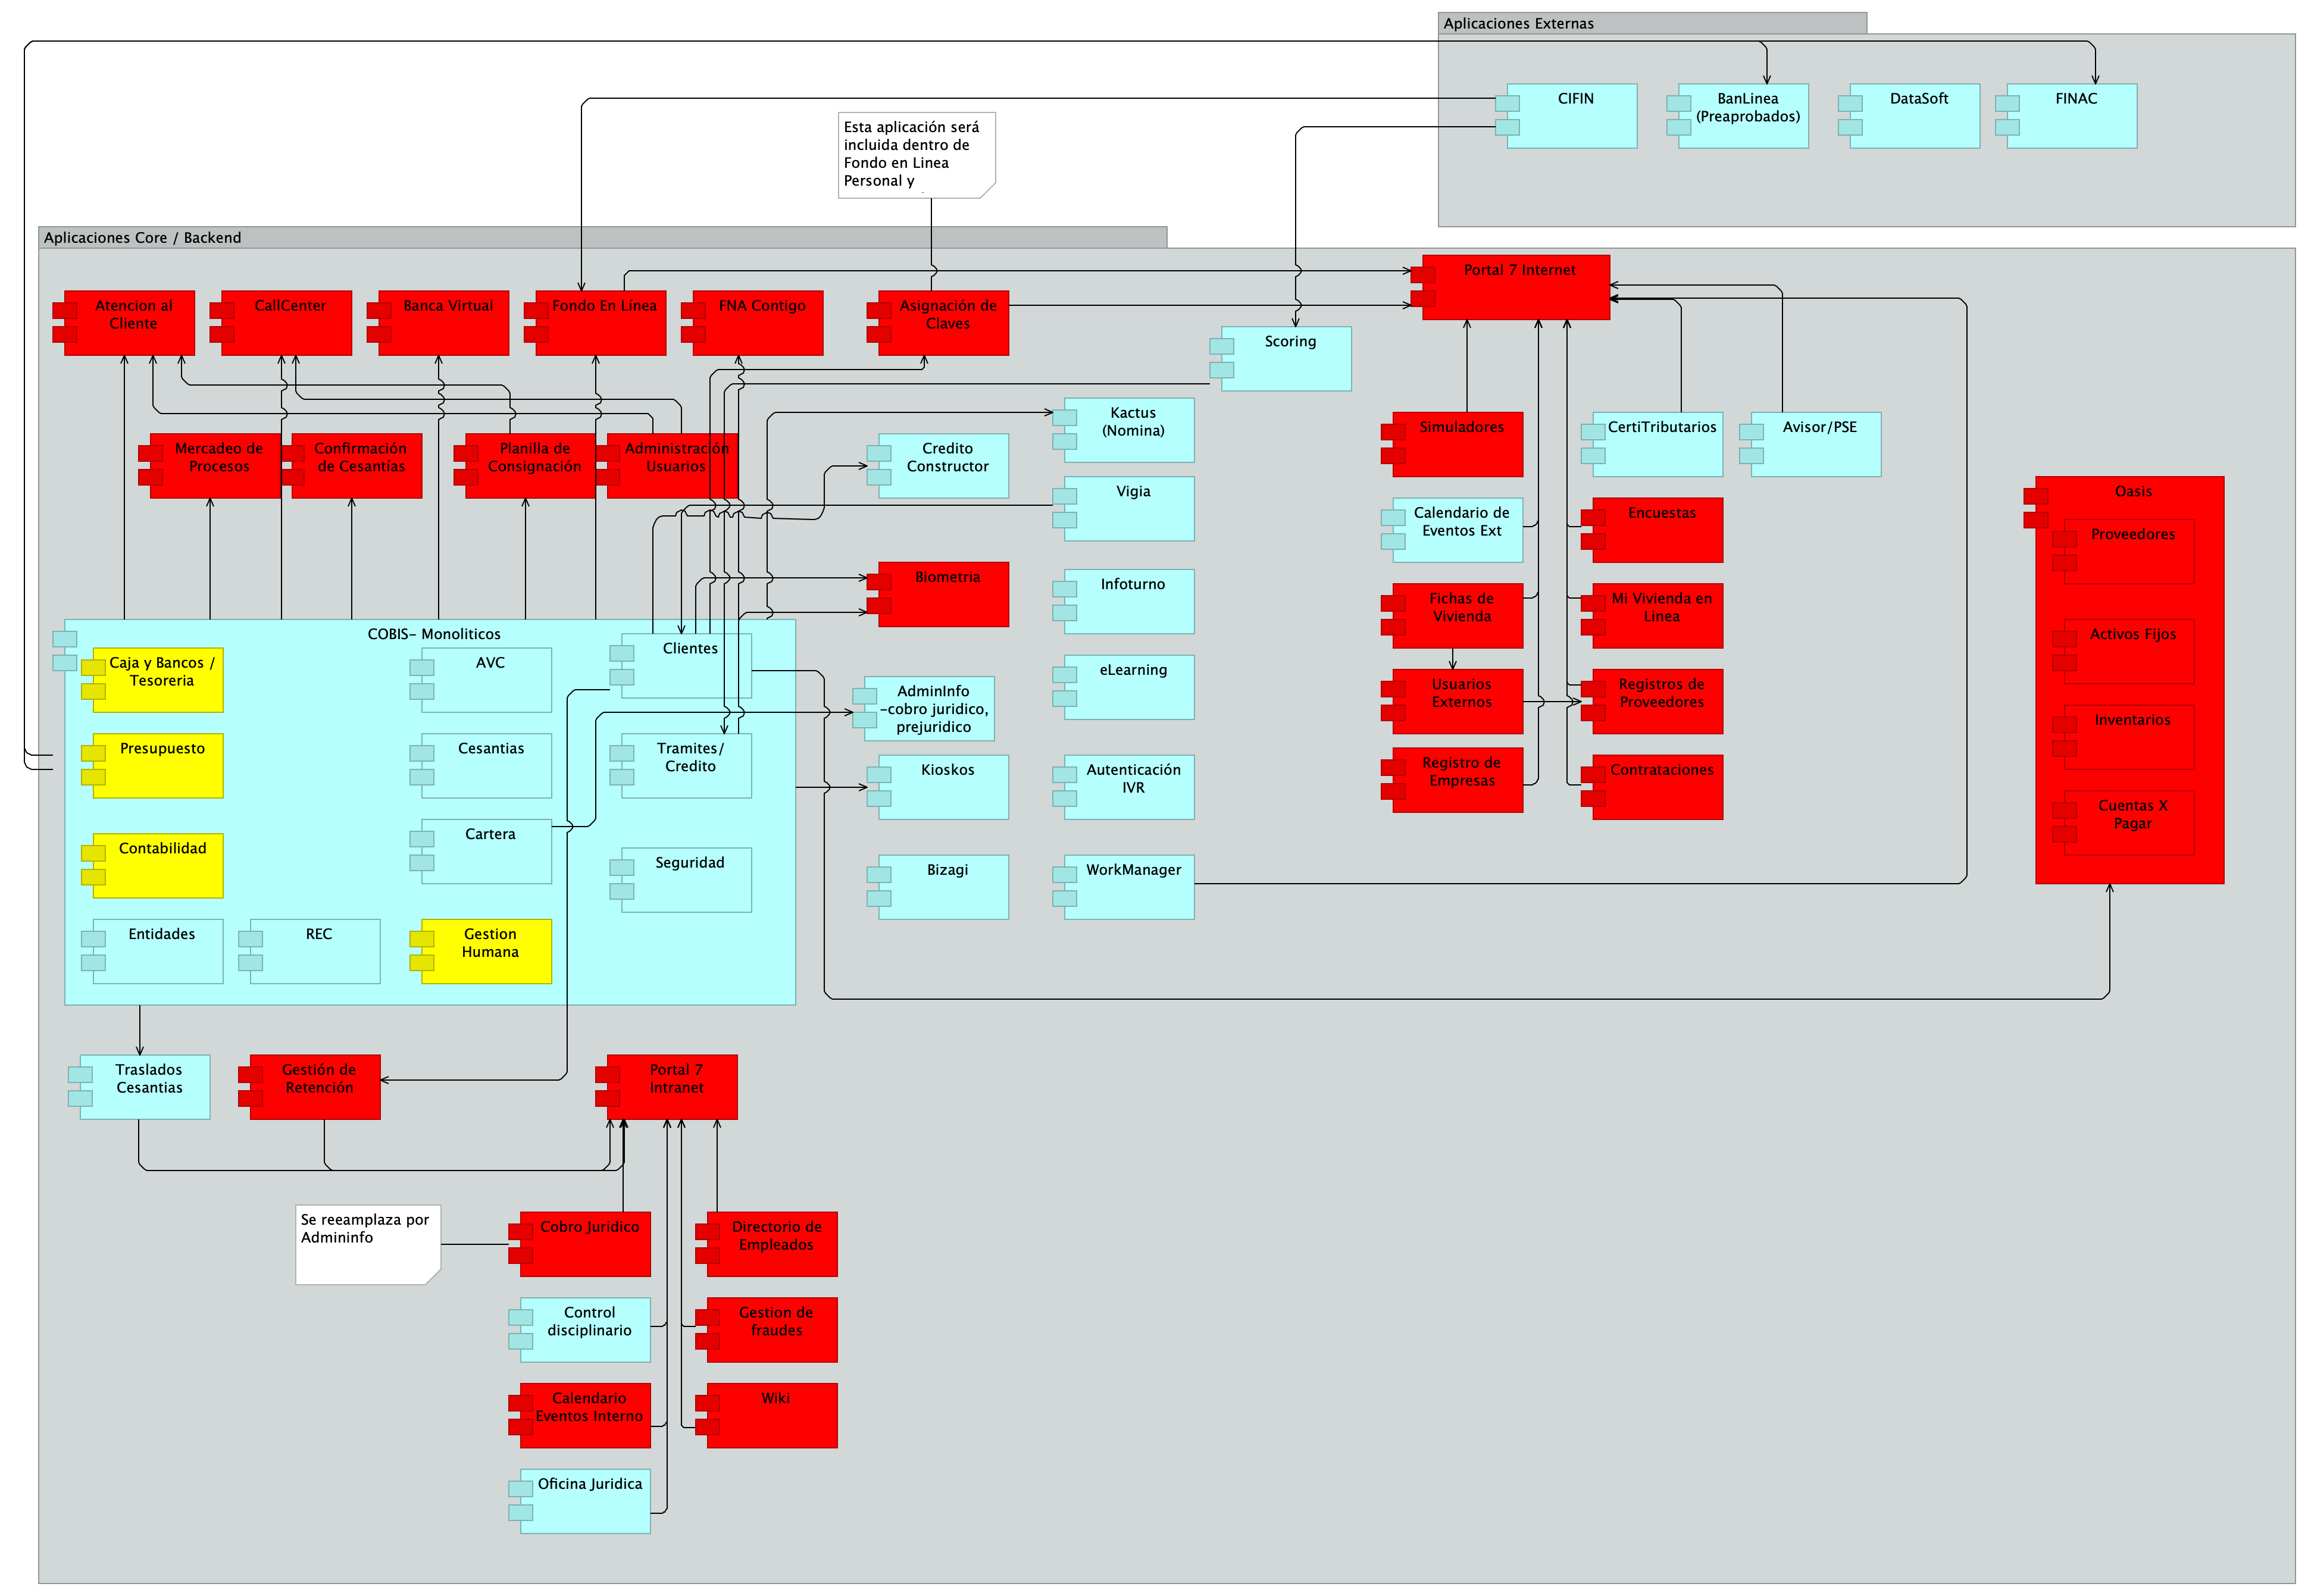 Aplicaciones Externas
CIFIN
BanLinea
(Preaprobados)
DataSoft
FINAC
Esta aplicación será
incluida dentro de
Fondo en Linea
Personal y
Aplicaciones Core / Backend
Atencion al
Cliente
CallCenter
Banca Virtual
Fondo En Línea
FNA Contigo
Asignación de
Claves
Portal 7 Internet
Scoring
Mercadeo de
Procesos
Confirmación
de Cesantías
Planilla de
Consignación
Administración
Usuarios
Credito
Constructor
Kactus
(Nomina)
Vigia
Simuladores
CertiTributarios
Avisor/PSE
Calendario de
Eventos Ext
Encuestas
Oasis
Proveedores
Activos Fijos
Inventarios
Cuentas X
Pagar
Biometria
Infoturno
Fichas de
Vivienda
Mi Vivienda en
Linea
COBIS- Monoliticos
Caja y Bancos /
Tesoreria
AVC
Clientes
AdminInfo
-cobro juridico,
prejuridico
eLearning
Usuarios
Externos
Registros de
Proveedores
Presupuesto
Cesantias
Tramites/
Credito
Kioskos
Autenticación
IVR
Registro de
Empresas
Contrataciones
Contabilidad
Cartera
Seguridad
Bizagi
WorkManager
Entidades
REC
Gestion
Humana
Traslados
Cesantias
Gestión de
Retención
Portal 7
Intranet
Se reeamplaza por
Admininfo
Cobro Juridico
Directorio de
Empleados
Control
disciplinario
Gestion de
fraudes
Calendario
Eventos Interno
Wiki
Oficina Juridica